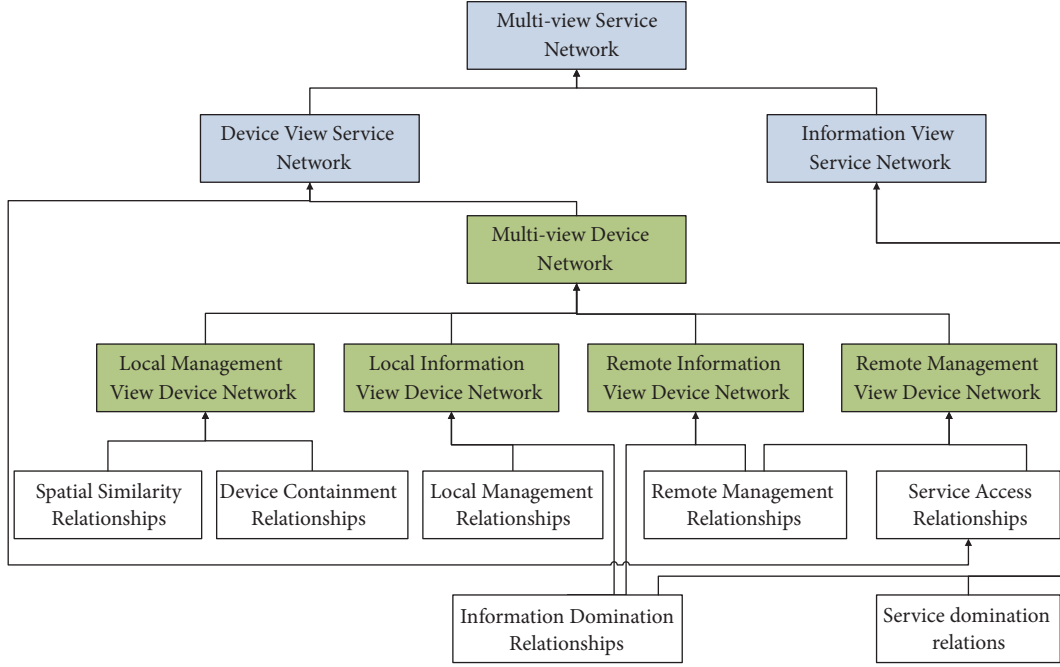 Multi-view Service
Network
Device View Service
Network
Information View
Service Network
Multi-view Device
Network
Local Management
View Device Network
Local Information
View Device Network
Remote Information
View Device Network
Remote Management
View Device Network
Spatial Similarity
Relationships
Device Containment
Relationships
Local Management
Relationships
Remote Management
Relationships
Service Access
Relationships
Information Domination
Relationships
Service domination
relations